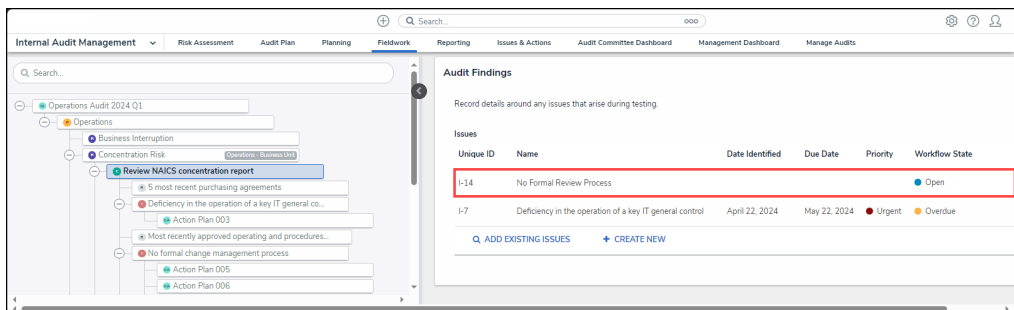 Search...
Internal Audit Management Risk Assessment Audit Plan Planning Fieldwork Reporting Issues & Actions Audit Committee Dashboard Management Dashboard Manage Audits
Search...
Operations Audit 2024 Q1
Operations
Business Interruption
Concentration Risk Operations - Business Unit
Review NAICS concentration report
5 most recent purchasing agreements
Deficiency in the operation of a key IT general co...
Action Plan 003
Most recently approved operating and procedures...
No formal change management process
Action Plan 005
Action Plan 006
Audit Findings
Record details around any issues that arise during testing.
Issues
Unique ID Name Date Identified Due Date Priority Workflow State
I-14 No Formal Review Process Open
I-7 Deficiency in the operation of a key IT general control April 22, 2024 May 22, 2024 Urgent Overdue
ADD EXISTING ISSUES + CREATE NEW